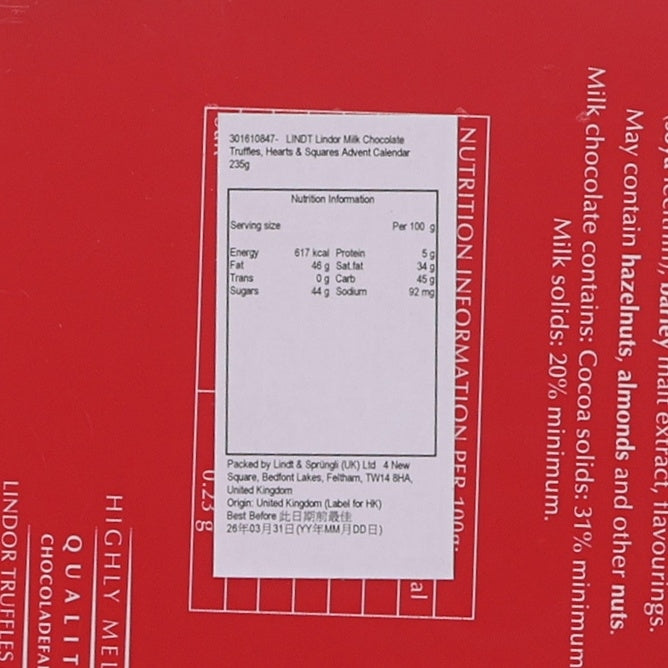 301610847- LINDT Lindor Milk Chocolate
Truffles, Hearts & Squares Advent Calendar
235g
Nutrition Information
Serving size Per 100 g
Energy 617 kcal Protein 5 g
Fat 46 g Sat.fat 34 g
Trans 0 g Carb 45 g
Sugars 44 g Sodium 92 mg
Packed by Lindt & Sprüngli (UK) Ltd 4 New
Square, Bedfont Lakes, Feltham, TW14 8HA,
United Kingdom
Origin: United Kingdom (Label for HK)
Best Before 此日期前最佳
26年03月31日(YY年MM月DD日)
malt extract, flavourings.
May contain hazelnuts, almonds and other nuts.
Milk chocolate contains: Cocoa solids: 31% minimum
Milk solids: 20% minimum.
NUTRITION INFORMATION PER 100g:
0.23 g
HIGHLY
QUALIT
CHOCOLADEFA
LINDOR TRUFFLES